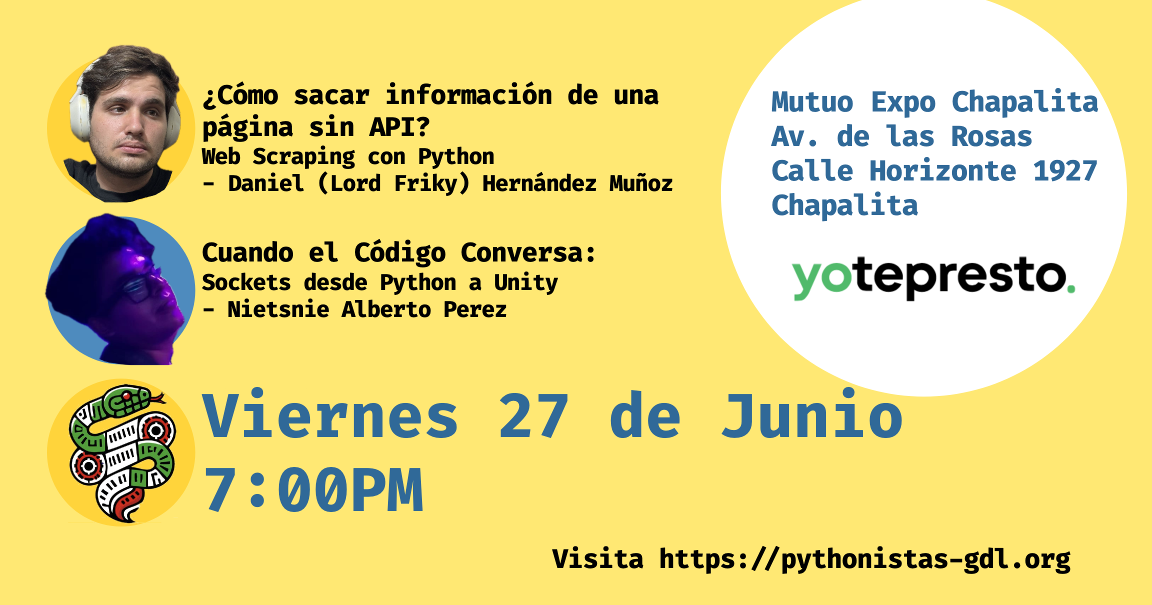 ¿Cómo sacar información de una
página sin API?
Web Scraping con Python
- Daniel (Lord Friky) Hernández Muñoz
Cuando el Código Conversa:
Sockets desde Python a Unity
- Nietsnie Alberto Perez
Mutuo Expo Chapalita
Av. de las Rosas
Calle Horizonte 1927
Chapalita
yotepresto.
Viernes 27 de Junio
7:00PM
Visita https://pythonistas-gdl.org